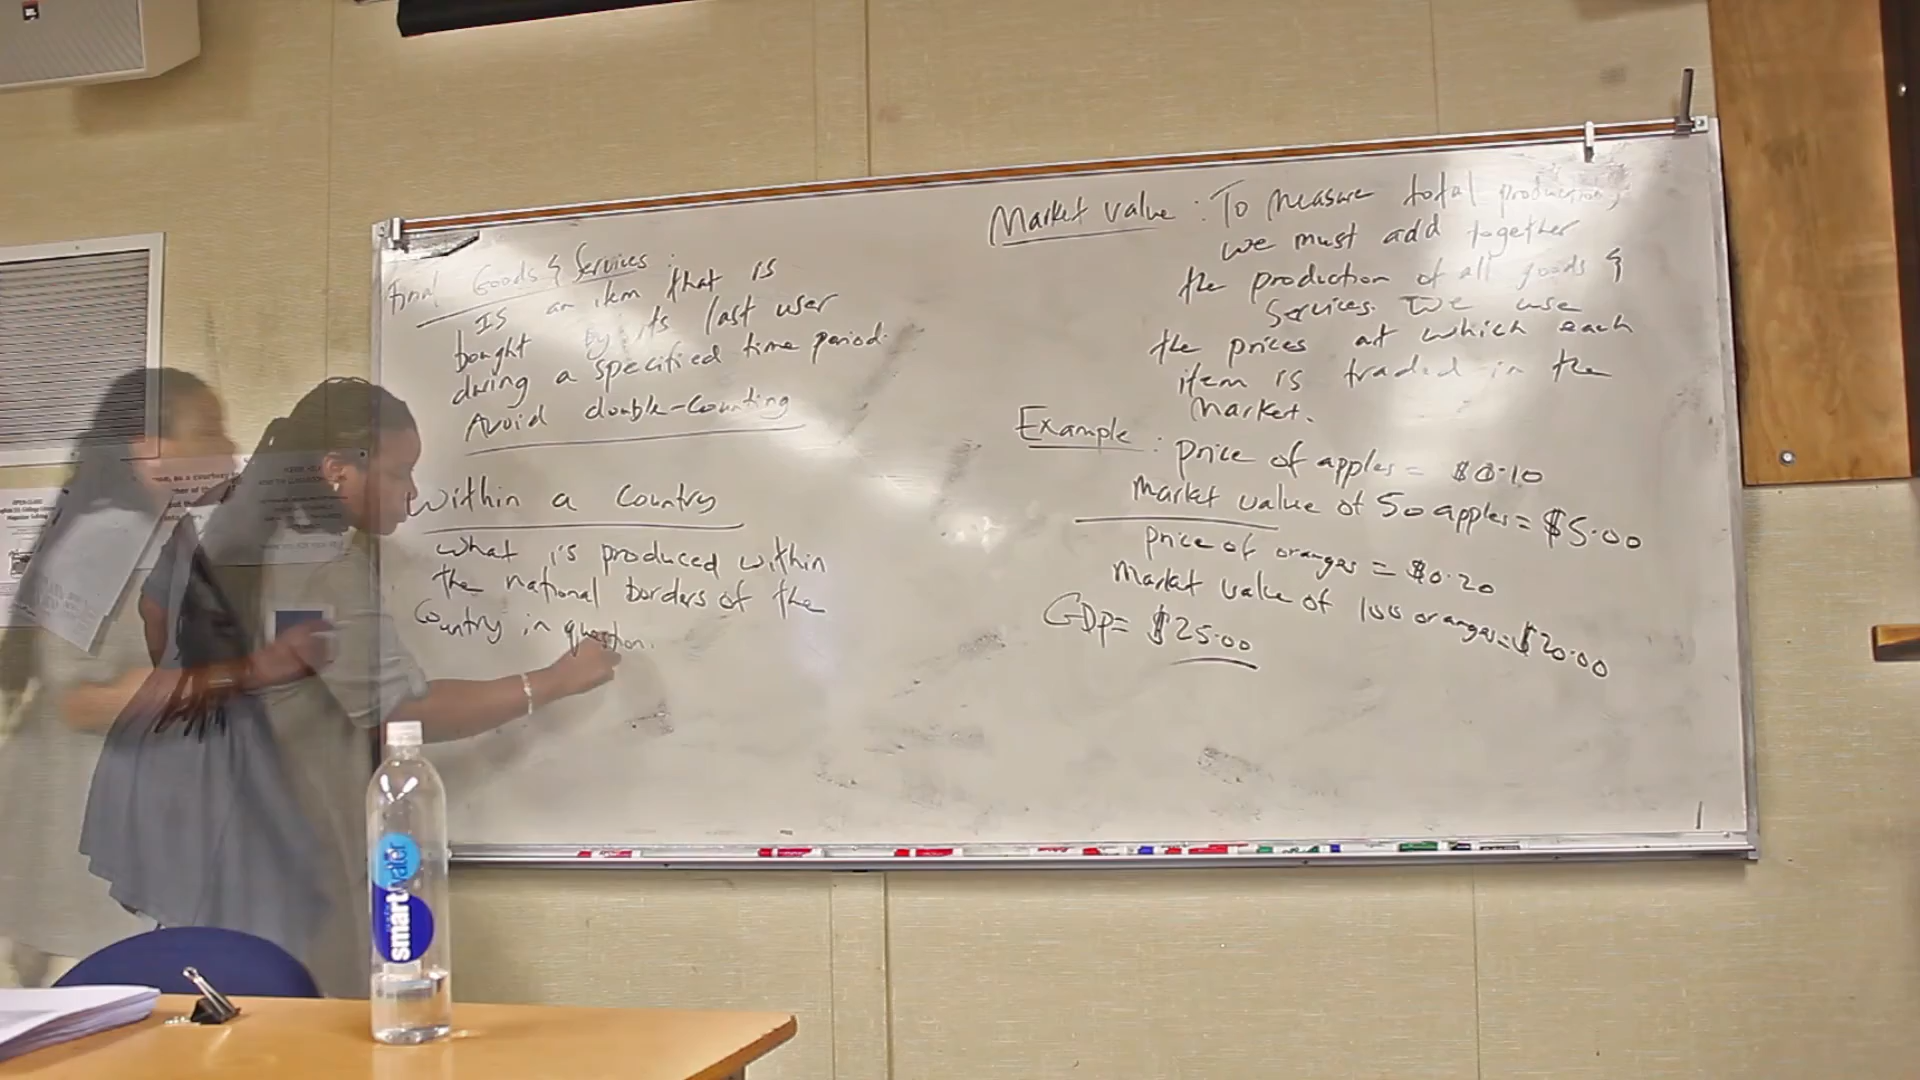 Final Goods & Services:
Is an item that is
bought by its last user
during a specified time period.
Avoid double-counting
Within a Country
What is produced within
the national borders of the
Country in question.
Market value: To measure total production,
we must add together
the production of all goods &
Services. We use
the prices at which each
item is traded in the
market.
Example: price of apples = $0.10
Market value of 50 apples = $5.00
price of oranges = $0.20
Market value of 100 oranges = $20.00
GDP = $25.00
smartwater